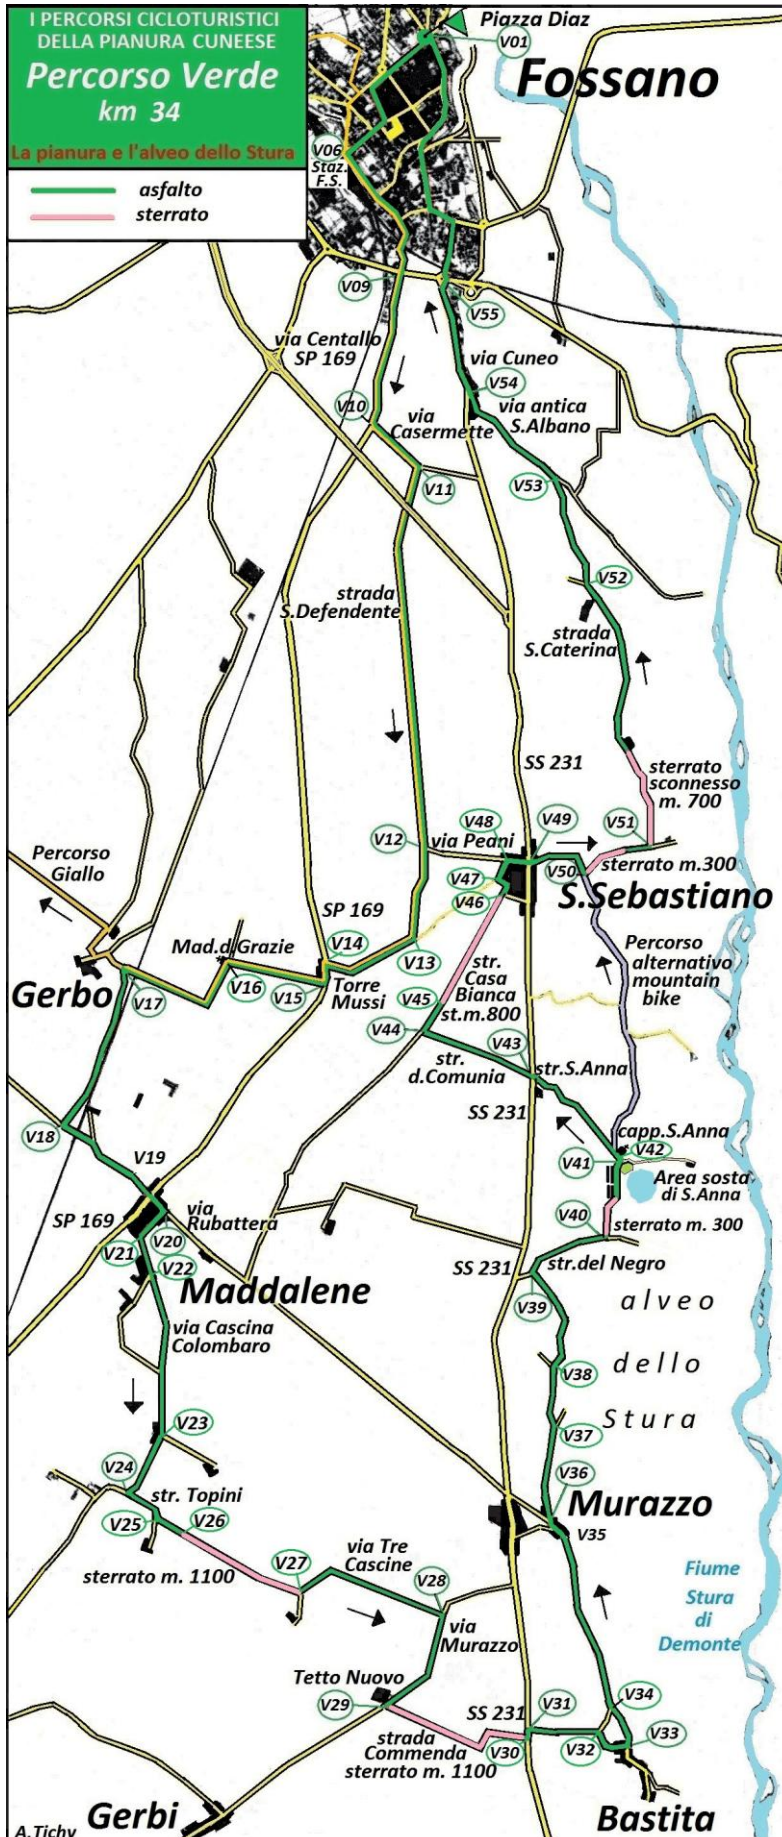 I PERCORSI CICLOTURISTICI
DELLA PIANURA CUNEESE
Percorso Verde
km 34
La pianura e l'alveo dello Stura
asfalto
sterrato
Piazza Diaz
V01
Fossano
V06
Staz.
F.S.
V09
V55
via Centallo
SP 169
via Cuneo
V54
V10
via
Casermette
via antica
S.Albano
V11
V53
V52
strada
S.Defendente
strada
S.Caterina
SS 231
sterrato
sconnesso
m. 700
V12
via Peani
V48
V49
V51
V50
sterrato m.300
V47
V46
S.Sebastiano
Percorso
Giallo
SP 169
V14
Mad.d.Grazie
V13
Gerbo
V17
V16
V15
Torre
Mussi
str.
Casa
Bianca
st.m.800
V45
V44
Percorso
alternativo
mountain
bike
V43
str.
d.Comunia
str.S.Anna
SS 231
V18
capp.S.Anna
V42
V41
V19
Area sosta
di S.Anna
SP 169
via
Rubattera
V20
V21
V22
V40
sterrato m. 300
Maddalene
SS 231
str.del Negro
V39
alveo
via Cascina
Colombaro
V38
dello
V37
Stura
V23
V24
V36
str. Topini
Murazzo
V25
V26
V35
via Tre
Cascine
sterrato m. 1100
V27
V28
Fiume
Stura
di
Demonte
via
Murazzo
Tetto Nuovo
V29
SS 231
V31
V34
V30
V32
V33
strada
Commenda
sterrato m. 1100
Gerbi
Bastita
A.Tichy